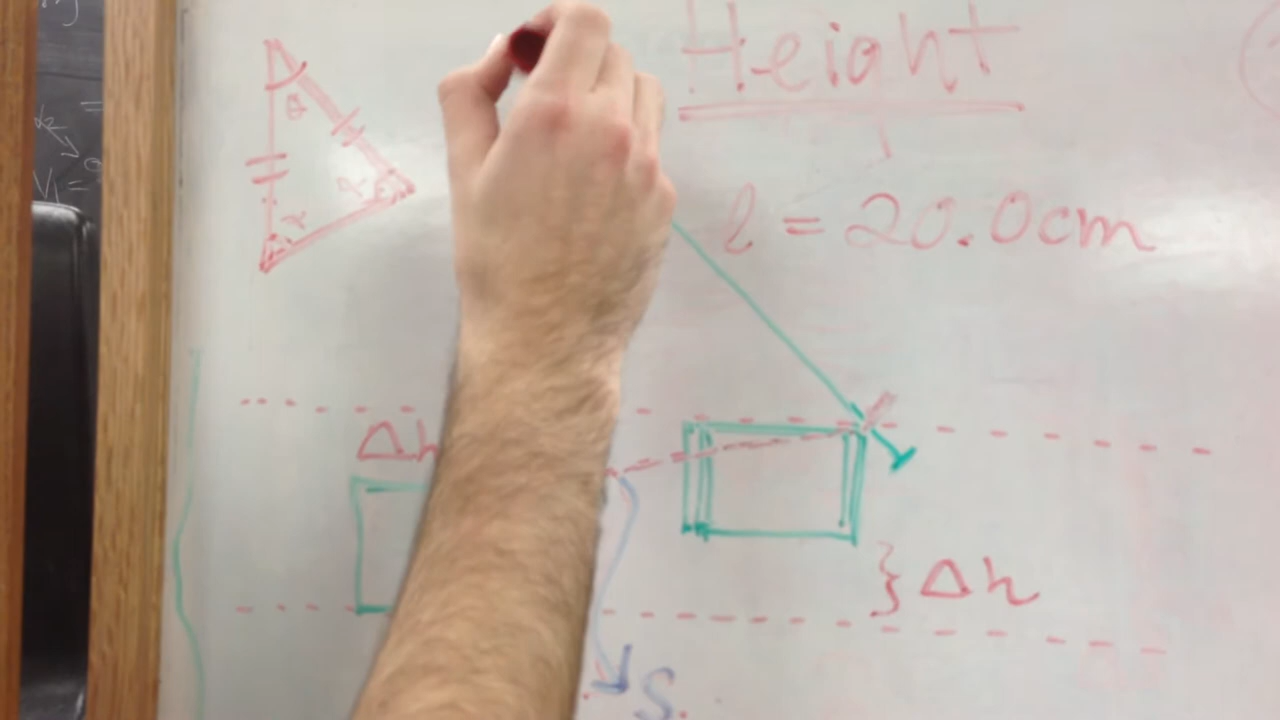 Height
θ
α
α
l = 20.0cm
Δh
} Δh
S